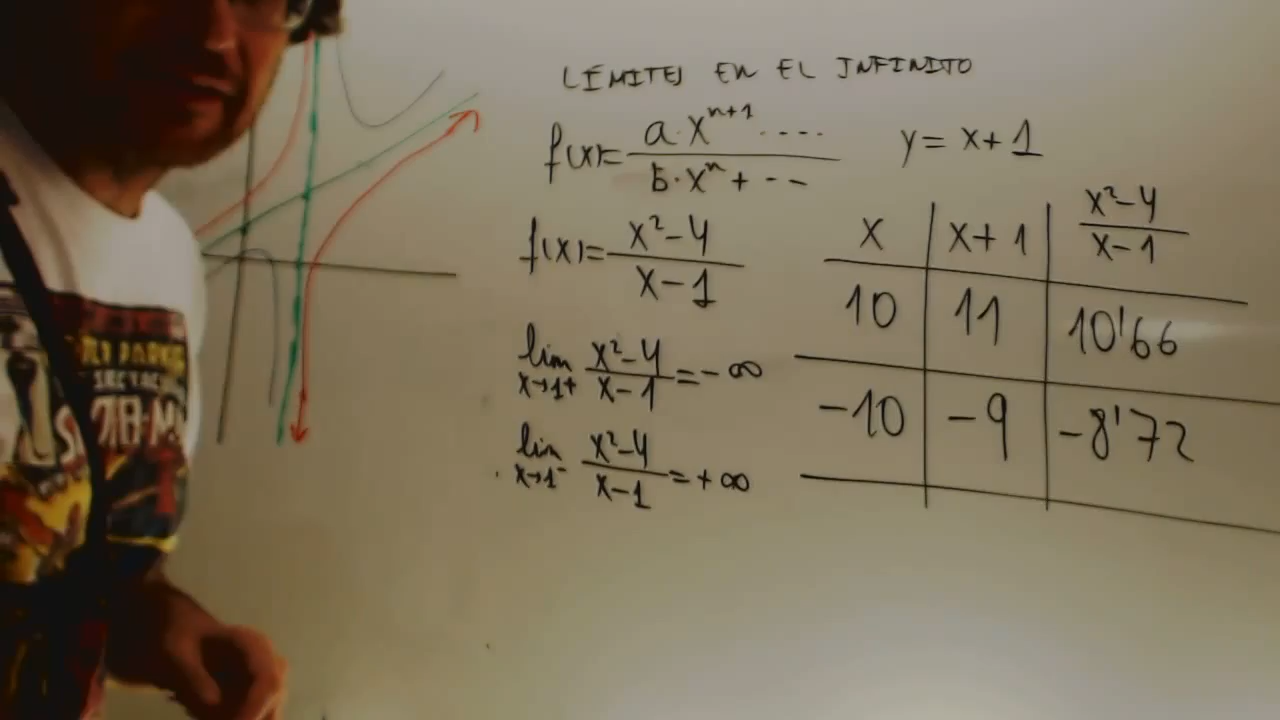 LÍMITES EN EL INFINITO
f(x)= a·x^(n+1) ..../b·x^n + ---
y= x+1
f(x)= x²-4/x-1
lim x→1+ x²-4/x-1 = -∞
lim x→1- x²-4/x-1 = +∞
x | x+1 | x²-4/x-1
10 | 11 | 10'66
-10 | -9 | -8'72